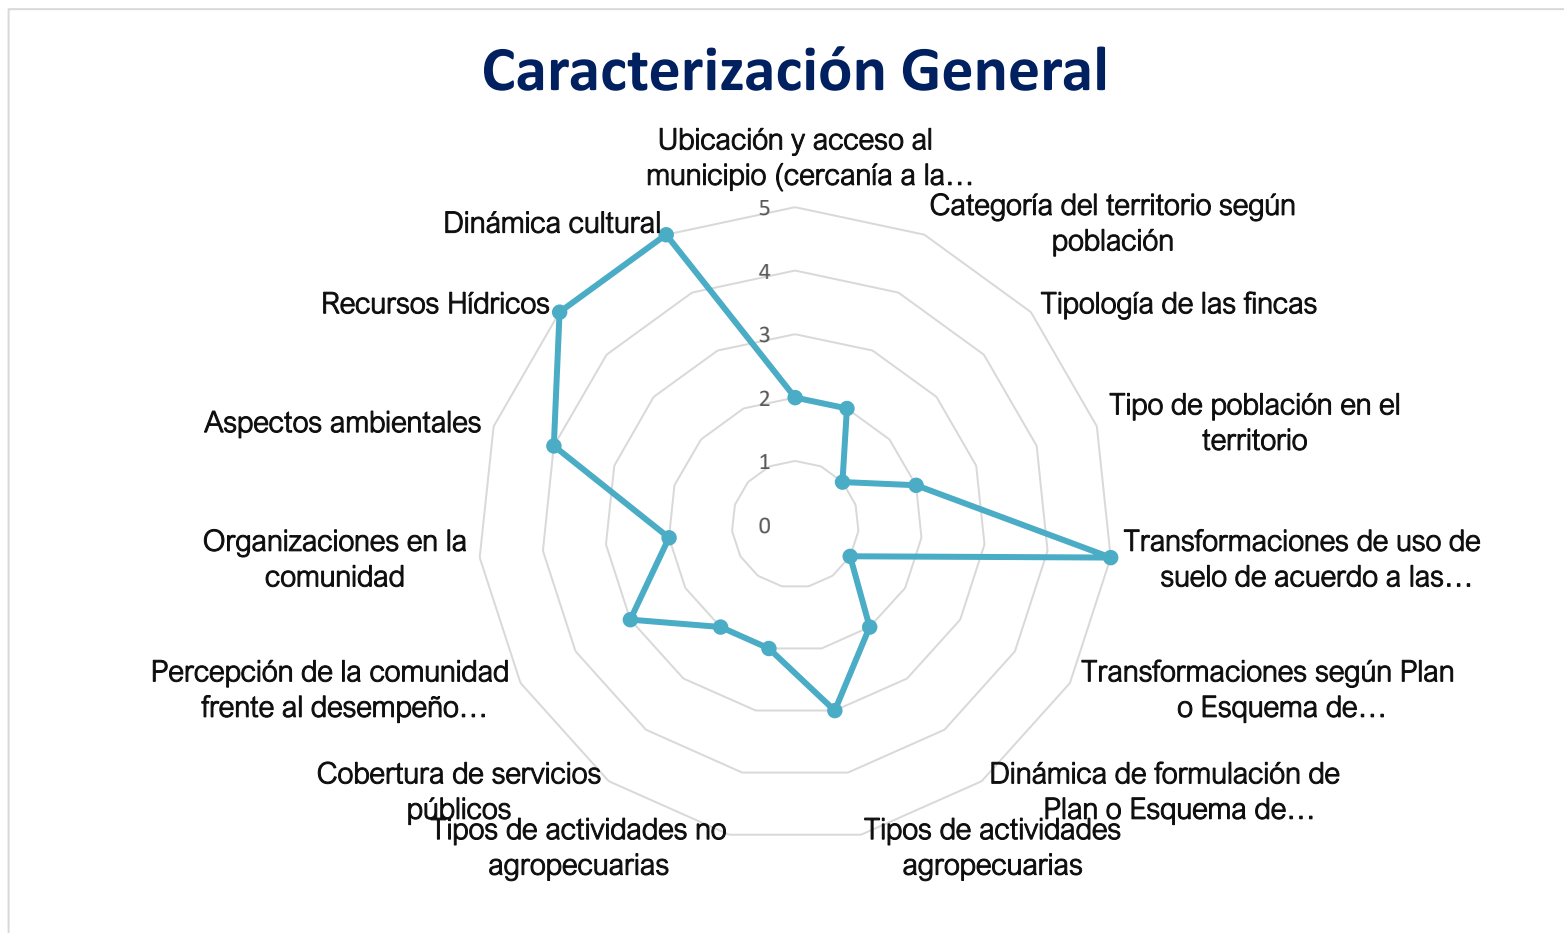 Caracterización General
Ubicación y acceso al
municipio (cercanía a la…
Categoría del territorio según
población
Tipología de las fincas
Tipo de población en el
territorio
Transformaciones de uso de
suelo de acuerdo a las…
Transformaciones según Plan
o Esquema de…
Dinámica de formulación de
Plan o Esquema de…
Tipos de actividades
agropecuarias
Tipos de actividades no
agropecuarias
Cobertura de servicios
públicos
Percepción de la comunidad
frente al desempeño…
Organizaciones en la
comunidad
Aspectos ambientales
Recursos Hídricos
Dinámica cultural
5
4
3
2
1
0